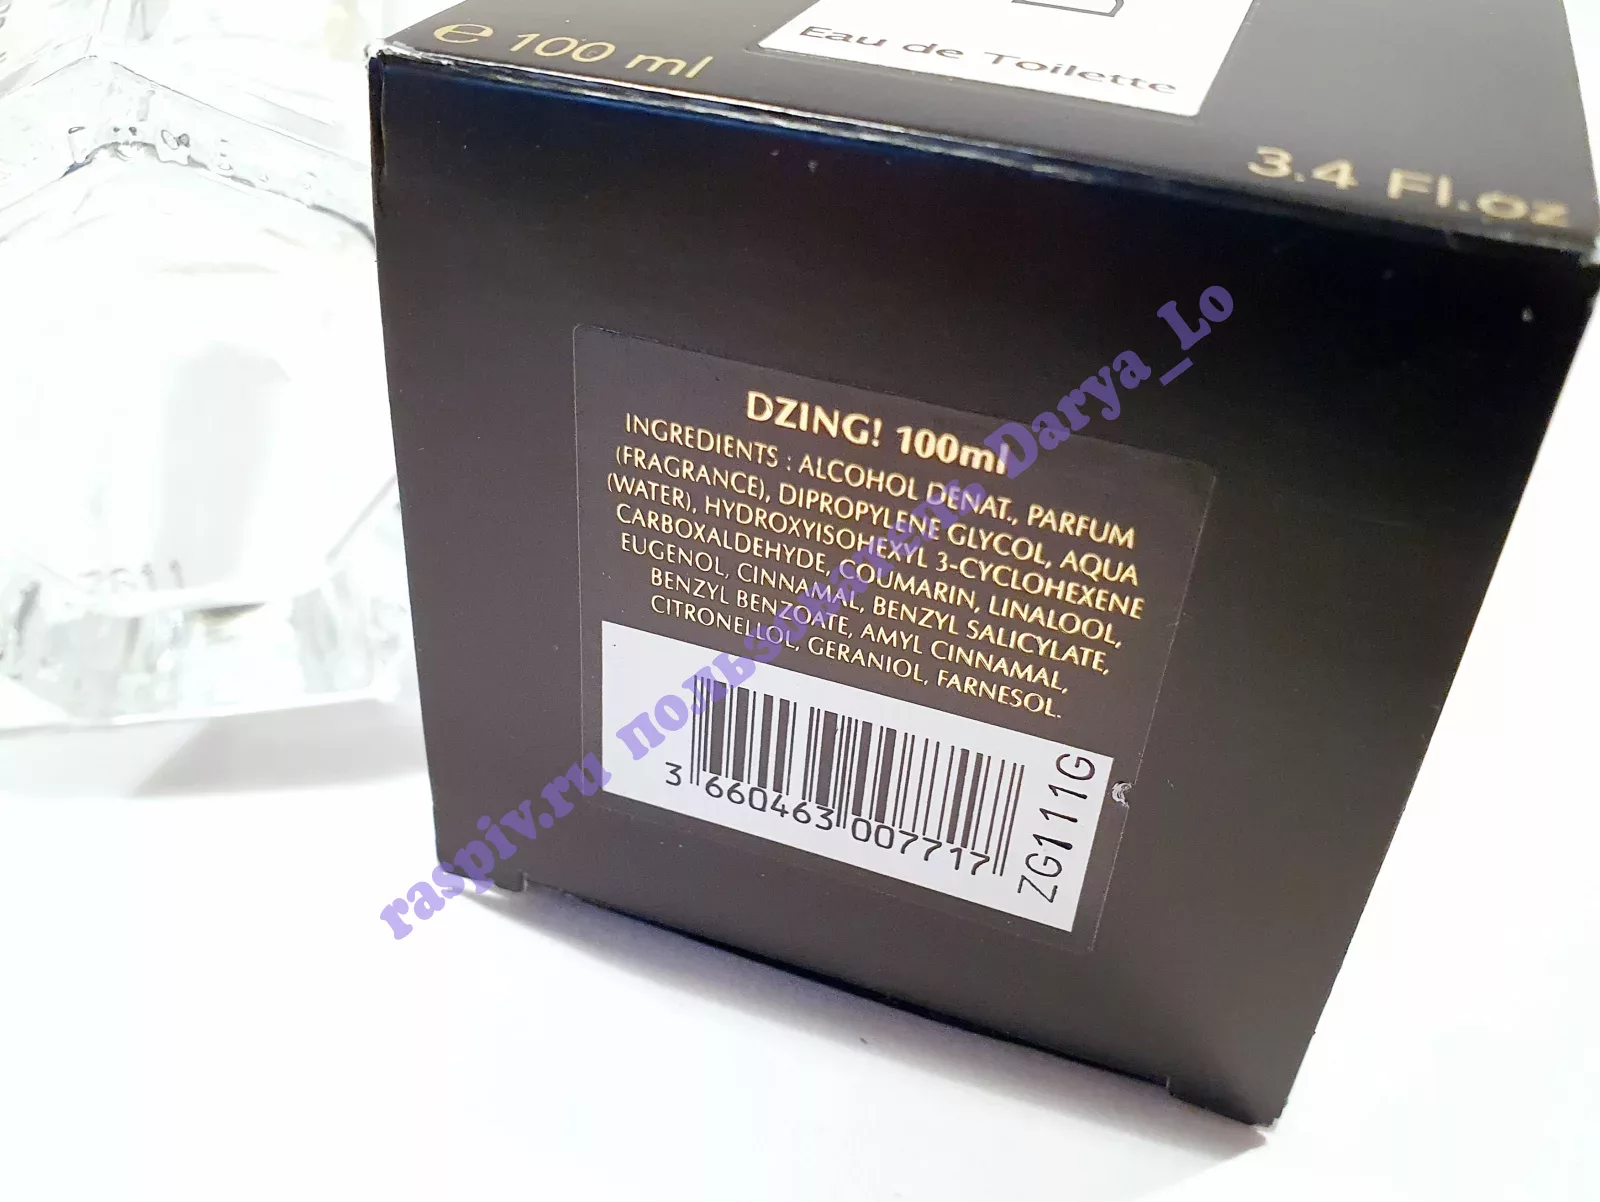 Eau de Toilette
e 100 ml
3.4 Fl.oz
DZING! 100ml
INGREDIENTS : ALCOHOL DENAT., PARFUM
(FRAGRANCE), DIPROPYLENE GLYCOL, AQUA
(WATER), HYDROXYISOHEXYL 3-CYCLOHEXENE
CARBOXALDEHYDE, COUMARIN, LINALOOL,
EUGENOL, CINNAMAL, BENZYL SALICYLATE,
BENZYL BENZOATE, AMYL CINNAMAL,
CITRONELLOL, GERANIOL, FARNESOL.
3 660463 007717
ZG111G
raspiv.ru пользователь Darya_Lo